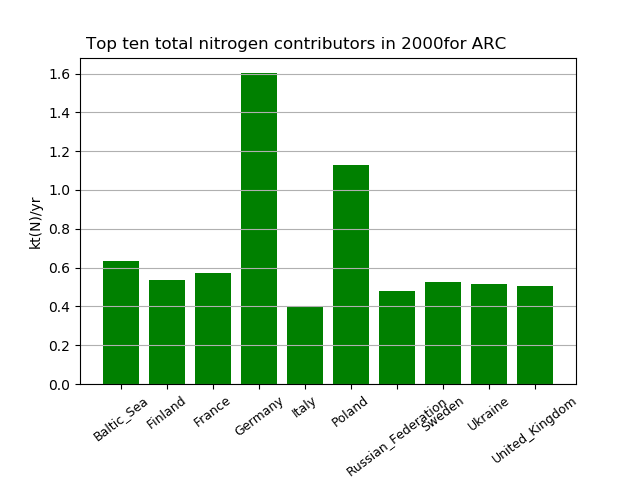 Top ten total nitrogen contributors in 2000for ARC
kt(N)/yr
1.6
1.4
1.2
1.0
0.8
0.6
0.4
0.2
0.0
Baltic_Sea
Finland
France
Germany
Italy
Poland
Russian_Federation
Sweden
Ukraine
United_Kingdom